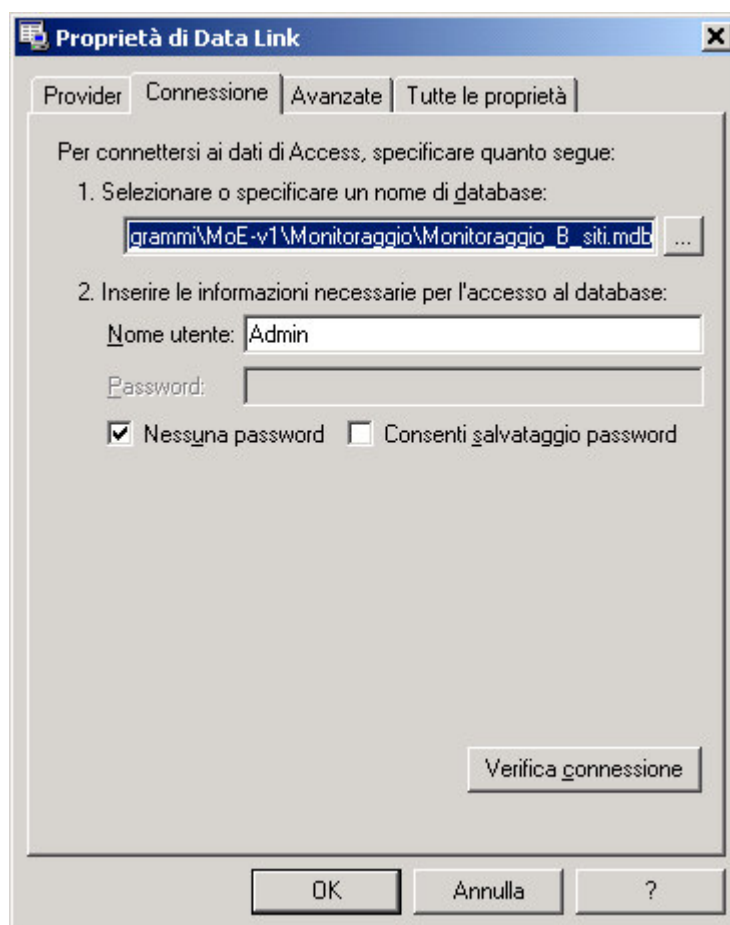 Proprietà di Data Link
Provider Connessione Avanzate Tutte le proprietà
Per connettersi ai dati di Access, specificare quanto segue:
1. Selezionare o specificare un nome di database:
grammi\MoE-v1\Monitoraggio\Monitoraggio_B_siti.mdb ...
2. Inserire le informazioni necessarie per l'accesso al database:
Nome utente: Admin
Password:
Nessuna password Consenti salvataggio password
Verifica connessione
OK Annulla ?